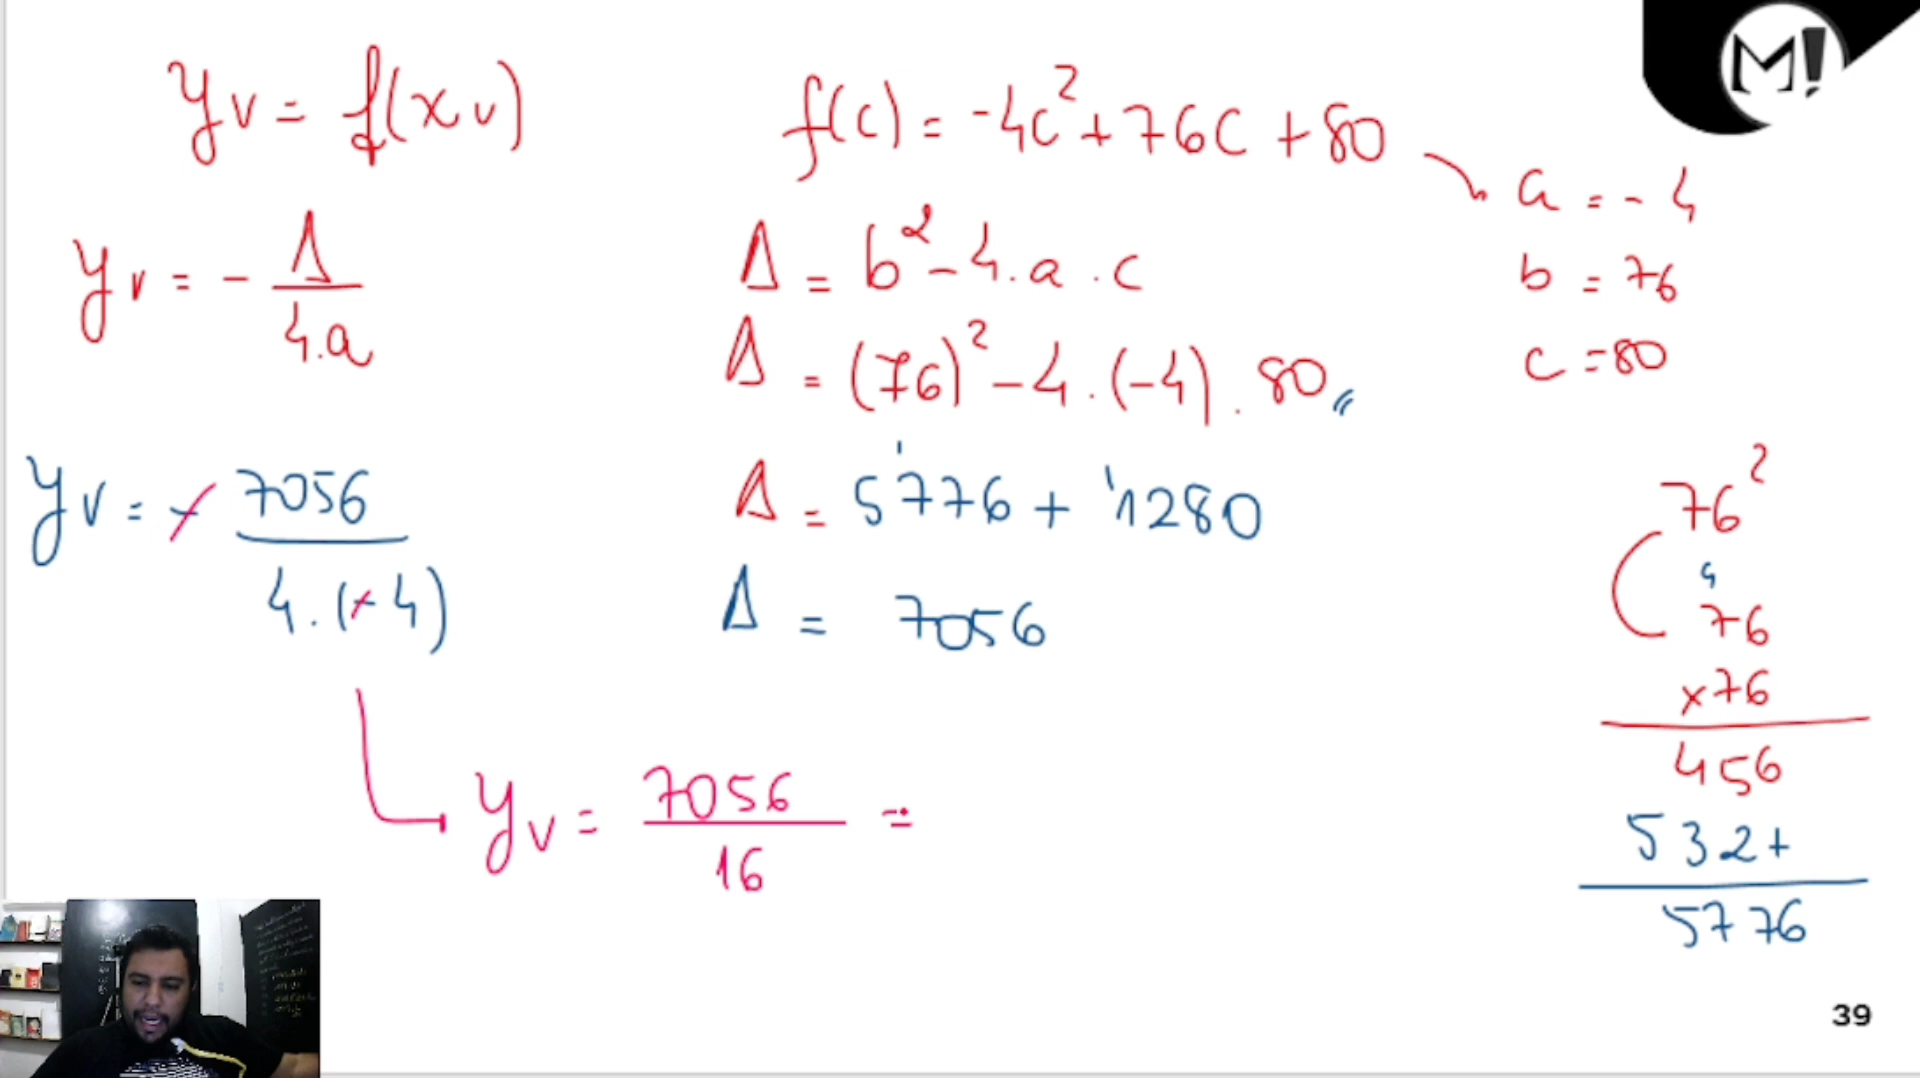 M!
yv = f(xv)
f(c) = -4c² + 76c + 80
a = -4
b = 76
c = 80
yv = - Δ / 4.a
Δ = b² - 4.a.c
Δ = (76)² - 4.(-4).80
yv = - 7056 / 4.(-4)
Δ = 5776 + 1280
Δ = 7056
yv = 7056 / 16 =
76²
4
76
x76
456
532+
5776
39